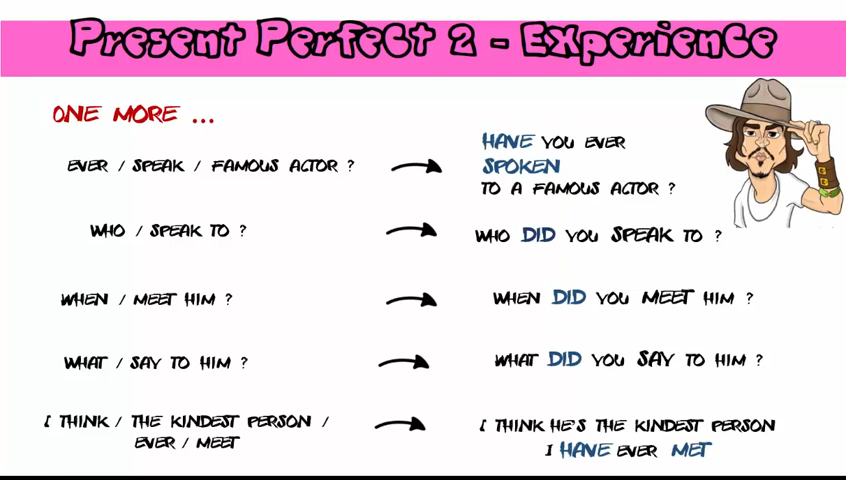 Present Perfect 2 - Experience
ONE MORE ...
EVER / SPEAK / FAMOUS ACTOR ?
HAVE YOU EVER
SPOKEN
TO A FAMOUS ACTOR ?
WHO / SPEAK TO ?
WHO DID YOU SPEAK TO ?
WHEN / MEET HIM ?
WHEN DID YOU MEET HIM ?
WHAT / SAY TO HIM ?
WHAT DID YOU SAY TO HIM ?
I THINK / THE KINDEST PERSON /
EVER / MEET
I THINK HE'S THE KINDEST PERSON
I HAVE EVER MET